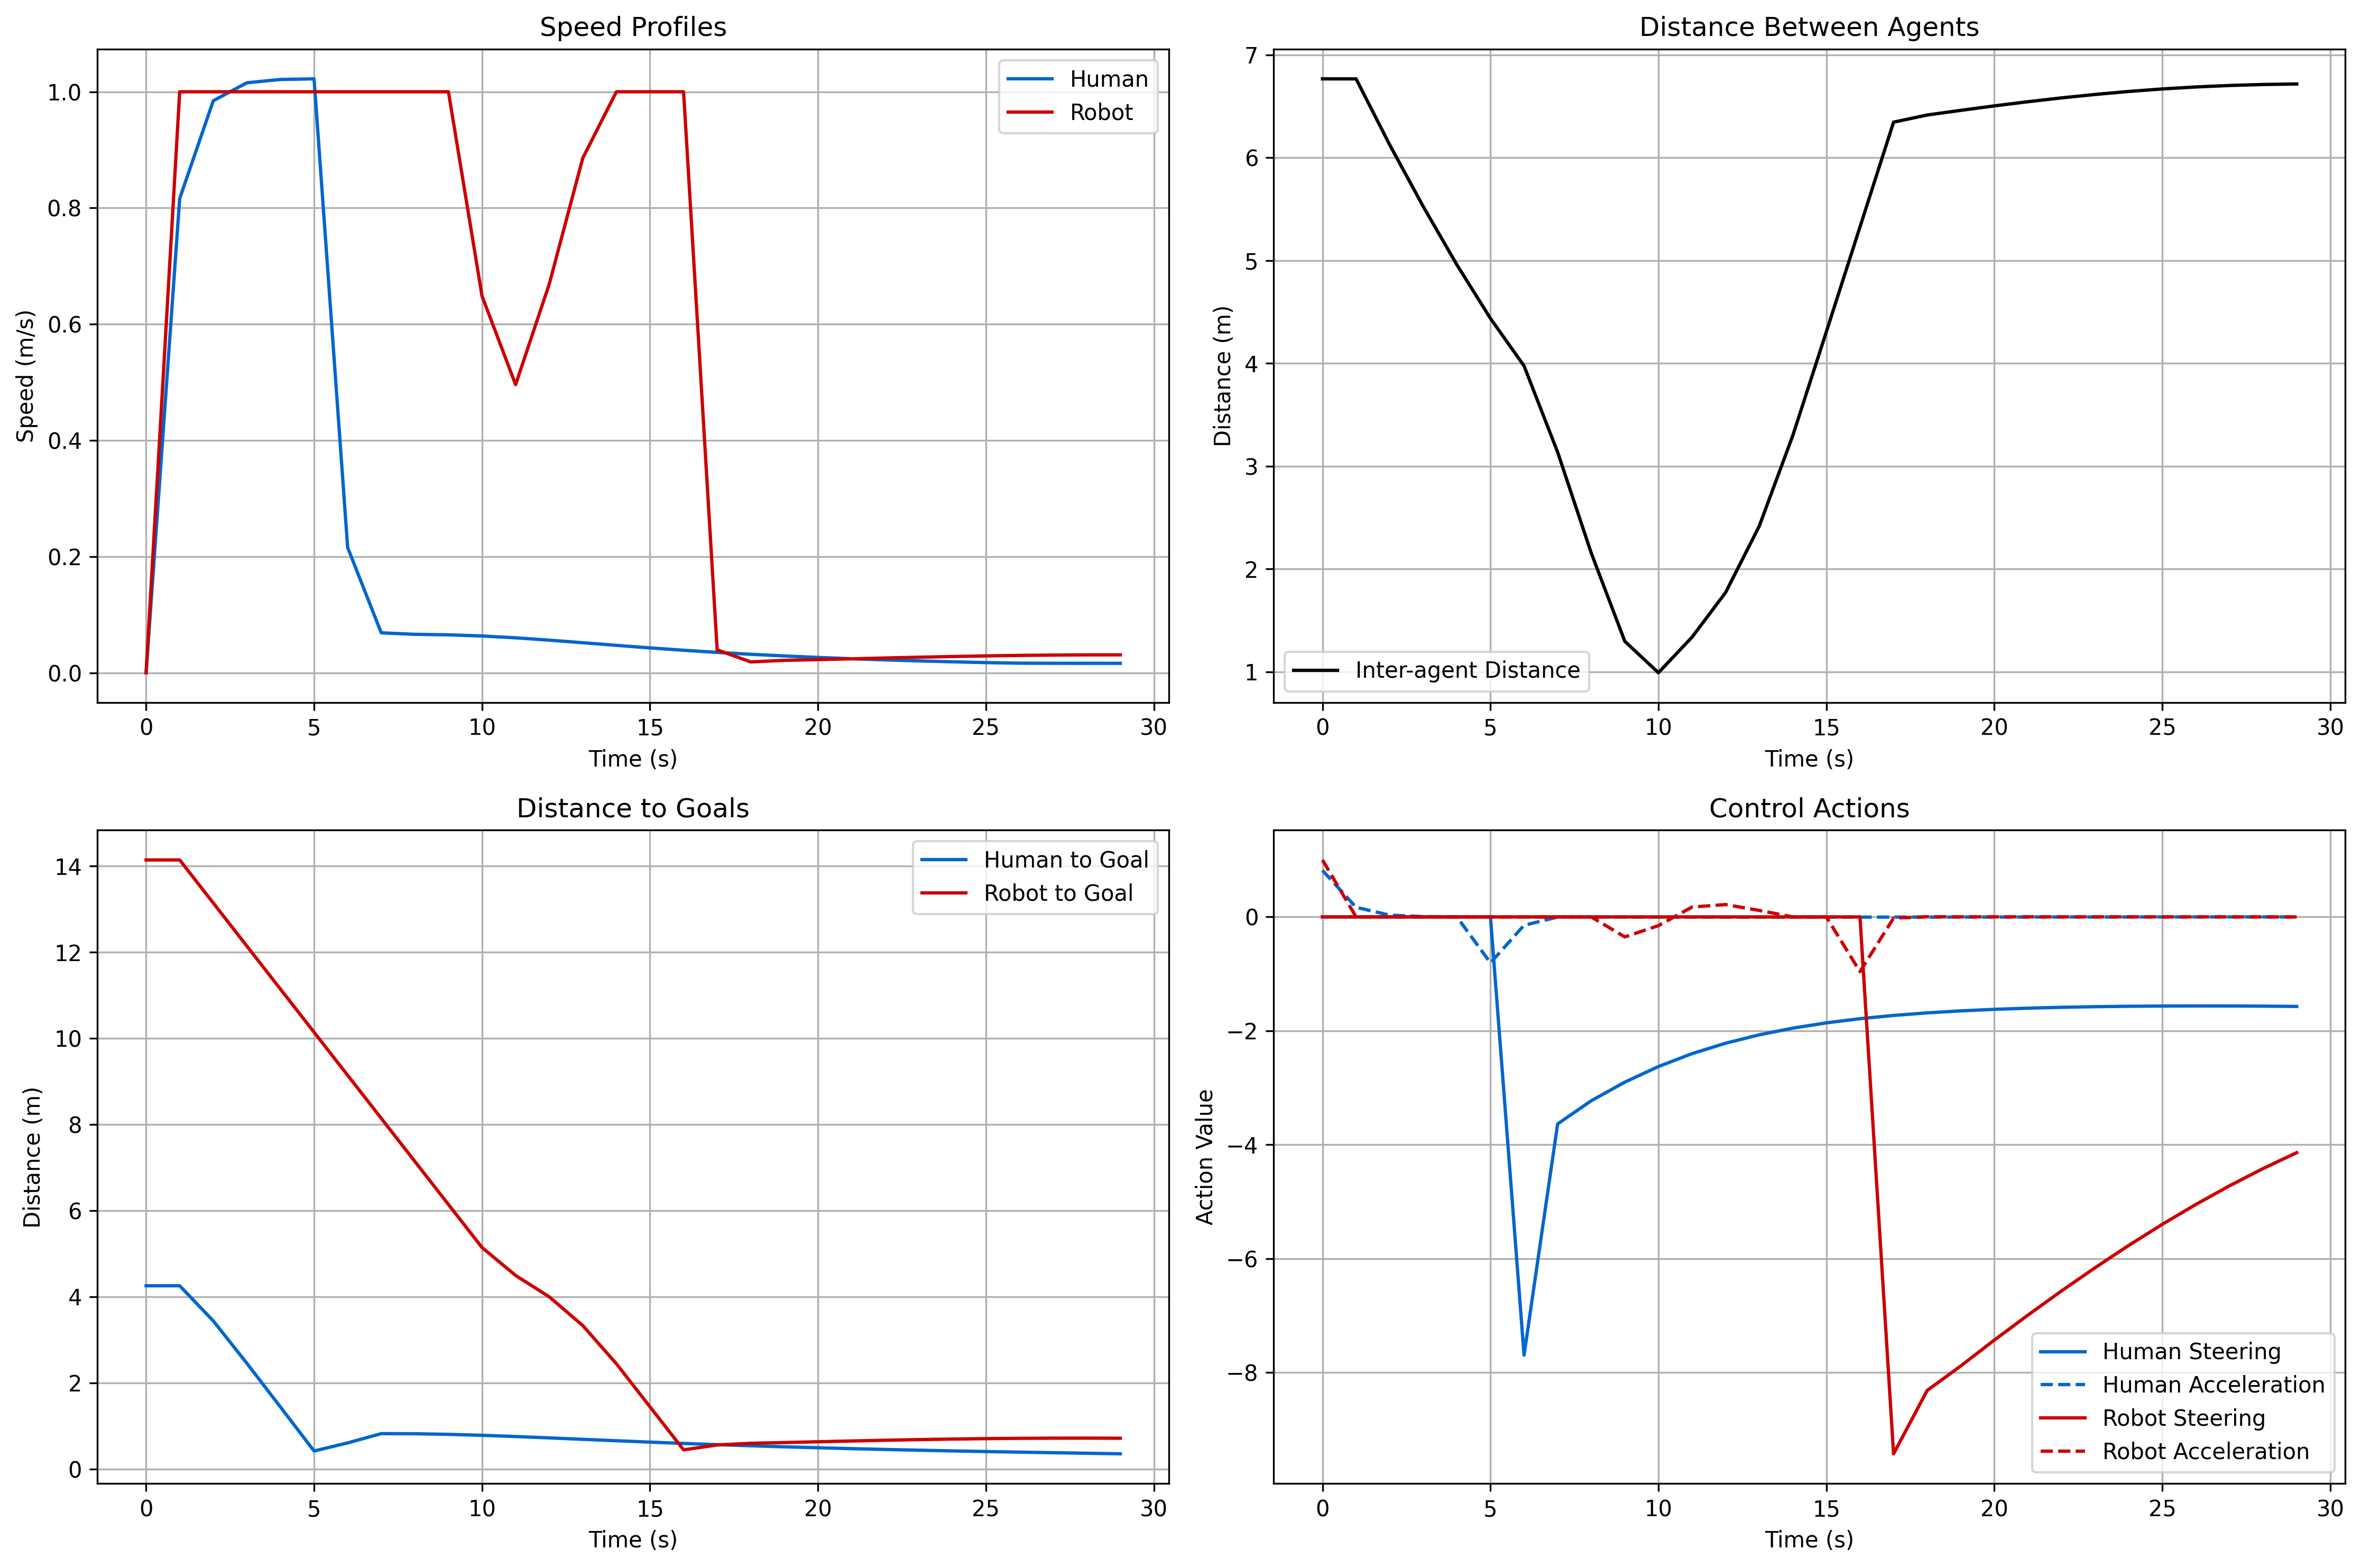 Speed Profiles
Speed (m/s)
1.0
0.8
0.6
0.4
0.2
0.0
Human
Robot
0 5 10 15 20 25 30
Time (s)
Distance Between Agents
Distance (m)
7
6
5
4
3
2
1
Inter-agent Distance
0 5 10 15 20 25 30
Time (s)
Distance to Goals
Distance (m)
14
12
10
8
6
4
2
0
Human to Goal
Robot to Goal
0 5 10 15 20 25 30
Time (s)
Control Actions
Action Value
0
−2
−4
−6
−8
Human Steering
Human Acceleration
Robot Steering
Robot Acceleration
0 5 10 15 20 25 30
Time (s)